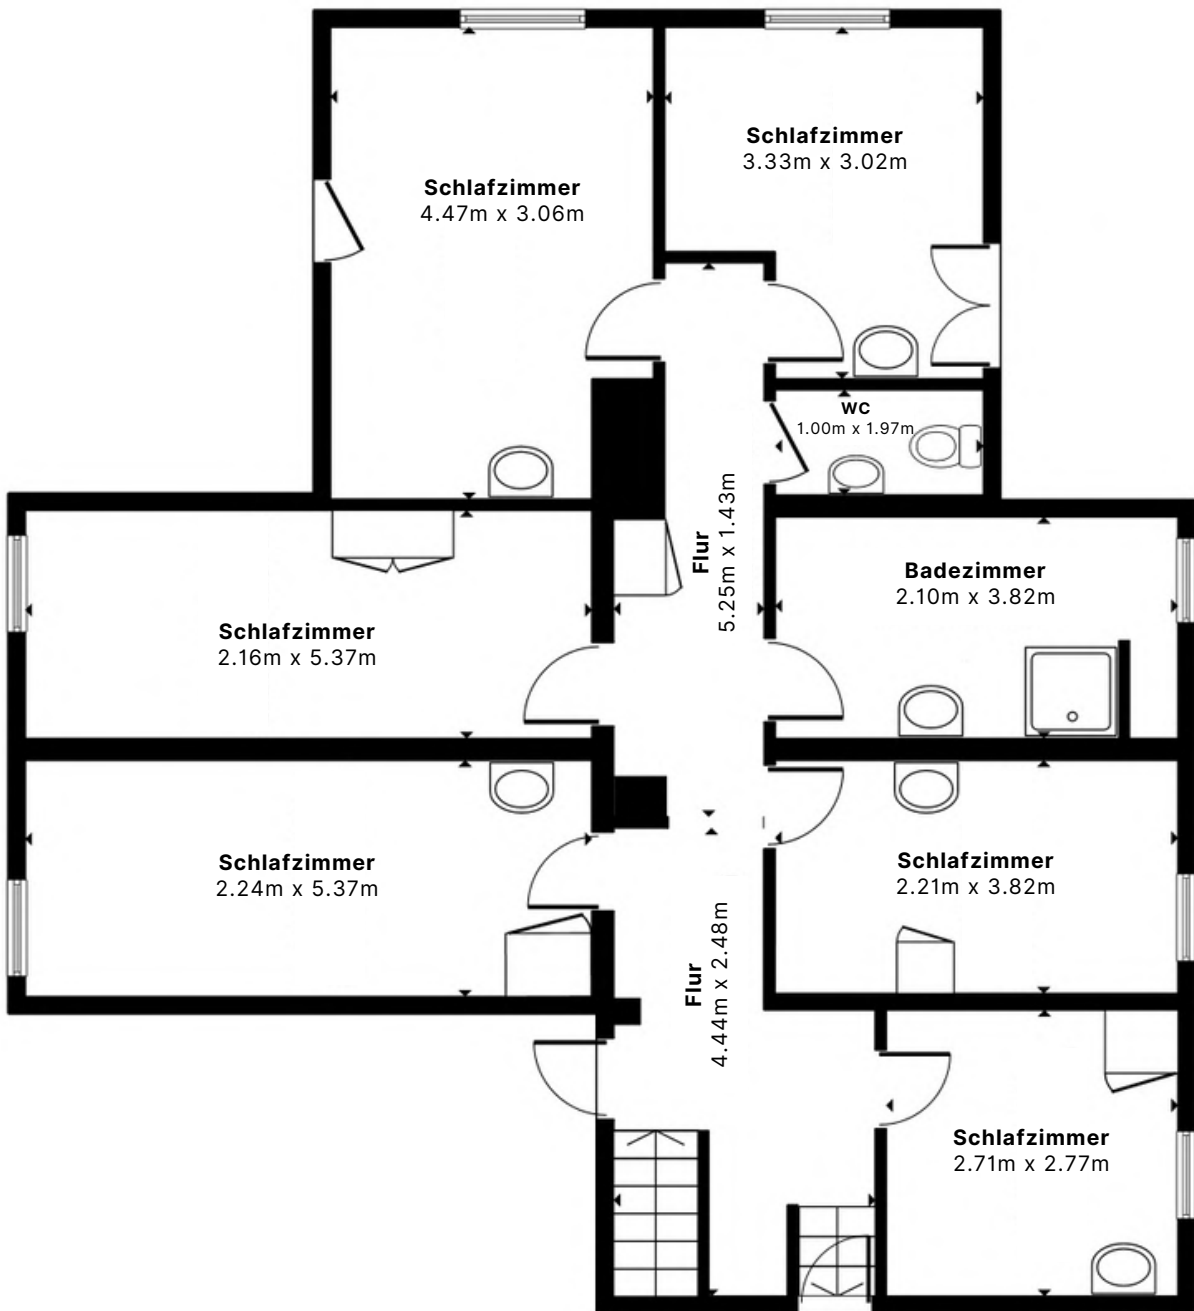 Schlafzimmer
3.33m x 3.02m
Schlafzimmer
4.47m x 3.06m
WC
1.00m x 1.97m
Flur
5.25m x 1.43m
Badezimmer
2.10m x 3.82m
Schlafzimmer
2.16m x 5.37m
Schlafzimmer
2.24m x 5.37m
Schlafzimmer
2.21m x 3.82m
Flur
4.44m x 2.48m
Schlafzimmer
2.71m x 2.77m